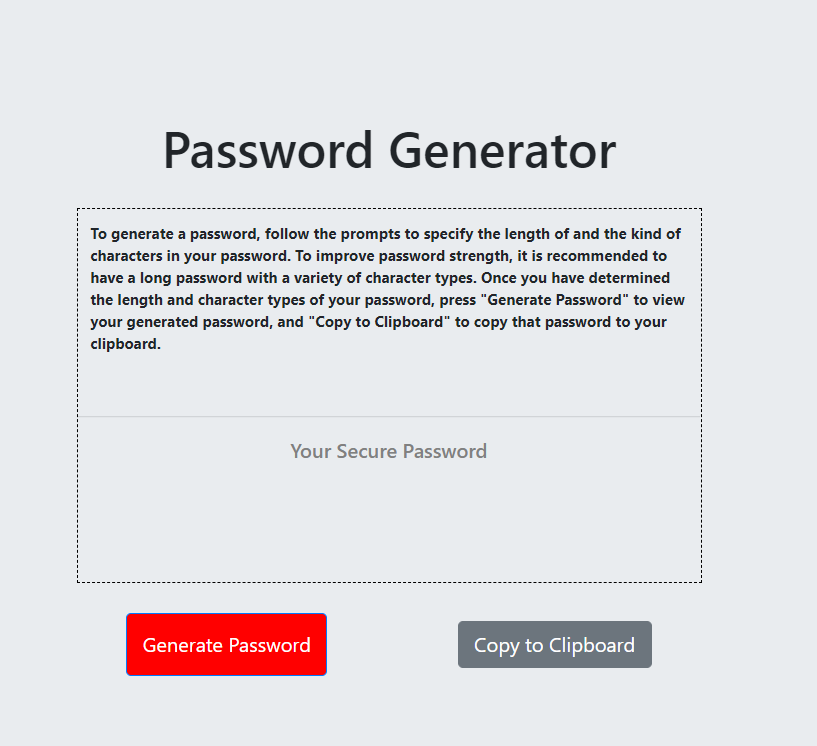 Password Generator
To generate a password, follow the prompts to specify the length of and the kind of
characters in your password. To improve password strength, it is recommended to
have a long password with a variety of character types. Once you have determined
the length and character types of your password, press "Generate Password" to view
your generated password, and "Copy to Clipboard" to copy that password to your
clipboard.
Your Secure Password
Generate Password
Copy to Clipboard